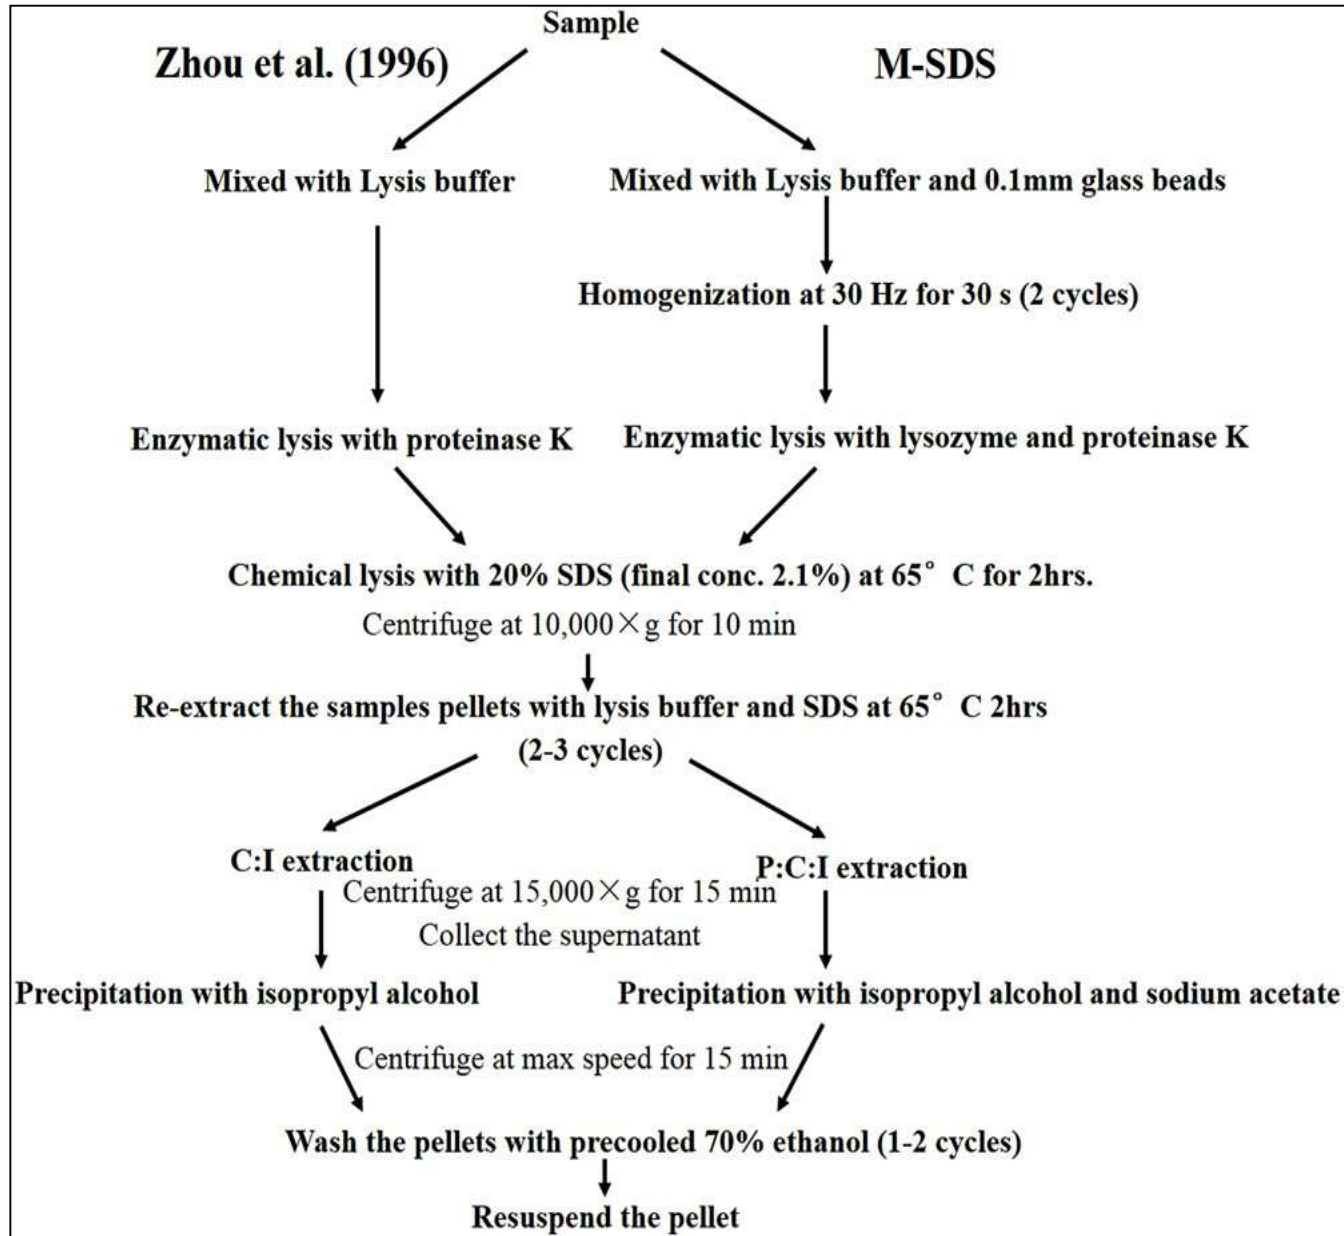 Sample
Zhou et al. (1996)
M-SDS
Mixed with Lysis buffer
Mixed with Lysis buffer and 0.1mm glass beads
Homogenization at 30 Hz for 30 s (2 cycles)
Enzymatic lysis with proteinase K
Enzymatic lysis with lysozyme and proteinase K
Chemical lysis with 20% SDS (final conc. 2.1%) at 65° C for 2hrs.
Centrifuge at 10,000×g for 10 min
Re-extract the samples pellets with lysis buffer and SDS at 65° C 2hrs
(2-3 cycles)
C:I extraction
P:C:I extraction
Centrifuge at 15,000×g for 15 min
Collect the supernatant
Precipitation with isopropyl alcohol
Precipitation with isopropyl alcohol and sodium acetate
Centrifuge at max speed for 15 min
Wash the pellets with precooled 70% ethanol (1-2 cycles)
Resuspend the pellet